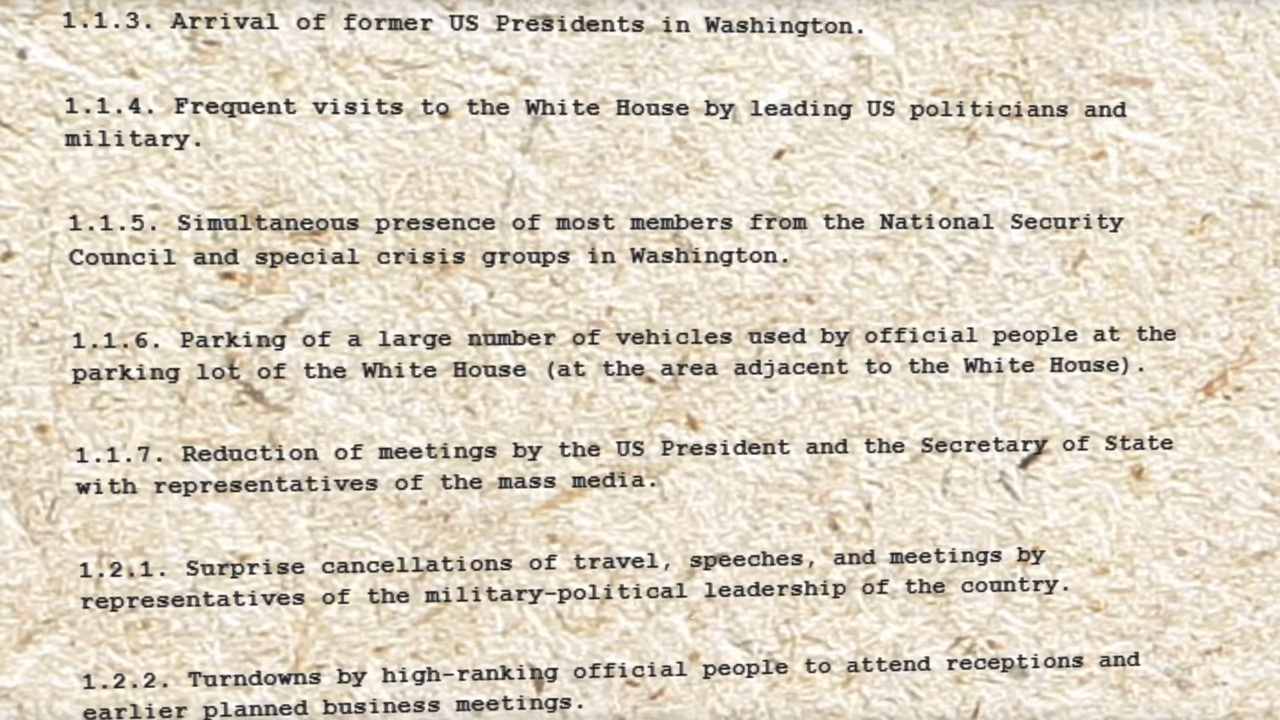 1.1.3. Arrival of former US Presidents in Washington.
1.1.4. Frequent visits to the White House by leading US politicians and
military.
1.1.5. Simultaneous presence of most members from the National Security
Council and special crisis groups in Washington.
1.1.6. Parking of a large number of vehicles used by official people at the
parking lot of the White House (at the area adjacent to the White House).
1.1.7. Reduction of meetings by the US President and the Secretary of State
with representatives of the mass media.
1.2.1. Surprise cancellations of travel, speeches, and meetings by
representatives of the military-political leadership of the country.
1.2.2. Turndowns by high-ranking official people to attend receptions and
earlier planned business meetings.